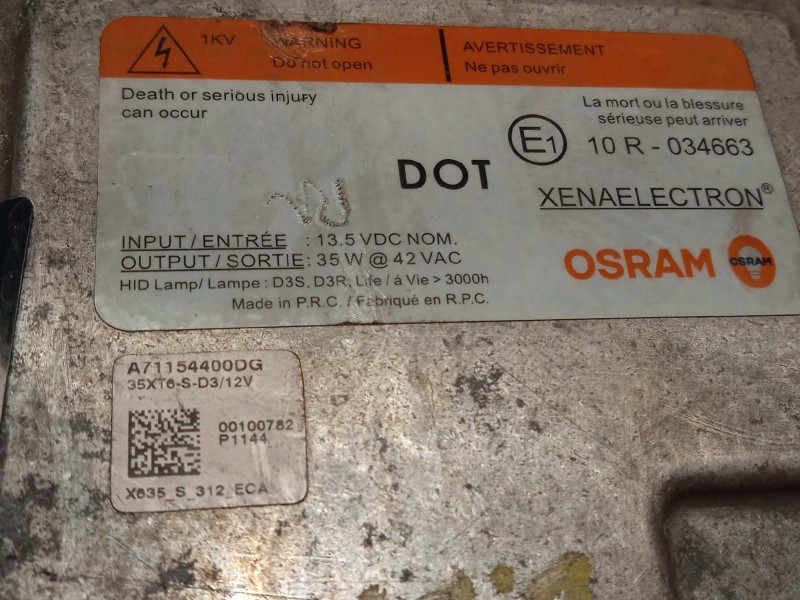 1KV
WARNING
Do not open
AVERTISSEMENT
Ne pas ouvrir
Death or serious injury
can occur
La mort ou la blessure
sérieuse peut arriver
E1
10 R - 034663
DOT
XENAELECTRON®
INPUT / ENTRÉE : 13.5 VDC NOM.
OUTPUT / SORTIE : 35 W @ 42 VAC
HID Lamp/ Lampe : D3S, D3R, Life / á Vie > 3000h
Made in P.R.C. / Fabriqué en R.P.C.
OSRAM
OSRAM
A71154400DG
35XT6-S-D3/12V
00100782
P1144
X635_S_312_ECA